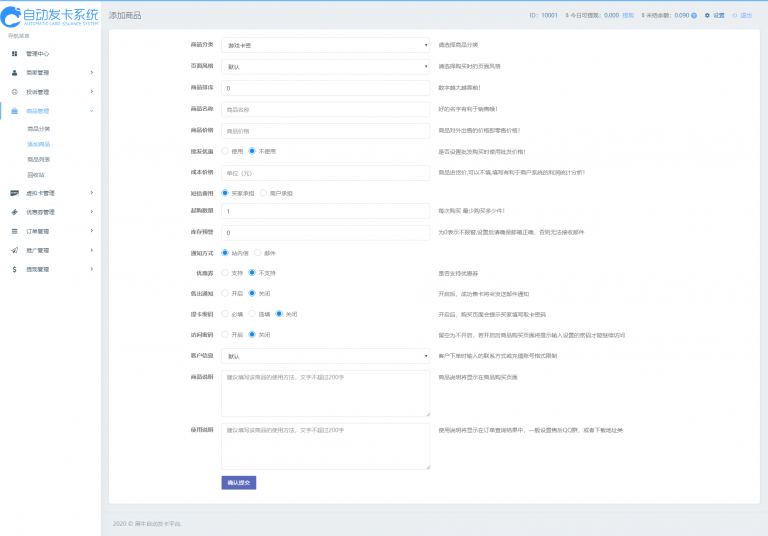 自动发卡系统
AUTOMATIC CARD ISSUANCE SYSTEM
添加商品
ID：10001
$ 今日可提现：0.000 提现
$ 未结余额：0.090
设置
退出
导航菜单
管理中心
商家管理
投诉管理
商品管理
商品分类
添加商品
商品列表
回收站
虚拟卡管理
优惠券管理
订单管理
推广管理
提现管理
商品分类 游戏卡密 请选择商品分类
页面风格 默认 请选择购买时的页面风格
商品排序 0 数字越大越靠前！
商品名称 商品名称 好的名字有利于销售哦！
商品价格 商品价格 商品对外出售的价格即零售价格！
批发优惠 使用 不使用 是否设置批发购买时使用批发价格！
成本价格 单位（元） 商品进货价,可以不填,填写有利于商户系统的利润统计分析！
短信费用 买家承担 商户承担
起购数量 1 每次购买 最少购买多少件！
库存预警 0 为0表示不报警,设置后请确保邮箱正确，否则无法接收邮件
通知方式 站内信 邮件
优惠券 支持 不支持 是否支持优惠券
售出通知 开启 关闭 开启后，成功售卡将会发送邮件通知
提卡密码 必填 选填 关闭 开启后，购买页面会提示买家填写取卡密码
访问密码 开启 关闭 留空为不开启，若开启后商品购买页面将提示输入设置的密码才能继续访问
客户信息 默认 客户下单时输入的联系方式或充值账号格式限制
商品说明 建议填写该商品的使用方法，文字不超过200字 商品说明将显示在商品购买页面
使用说明 建议填写该商品的使用方法，文字不超过200字 使用说明将显示在订单查询结果中，一般设置售后QQ群，或者下载地址类
确认提交
2020 © 犀牛自动发卡平台.